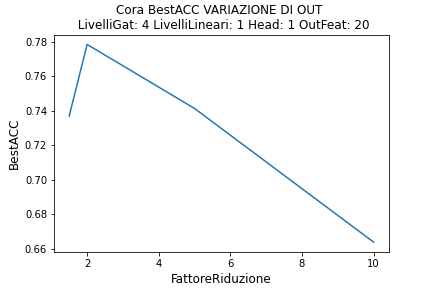 Cora BestACC VARIAZIONE DI OUT
LivelliGat: 4 LivelliLineari: 1 Head: 1 OutFeat: 20
0.78
0.76
0.74
0.72
0.70
0.68
0.66
BestACC
2 4 6 8 10
FattoreRiduzione